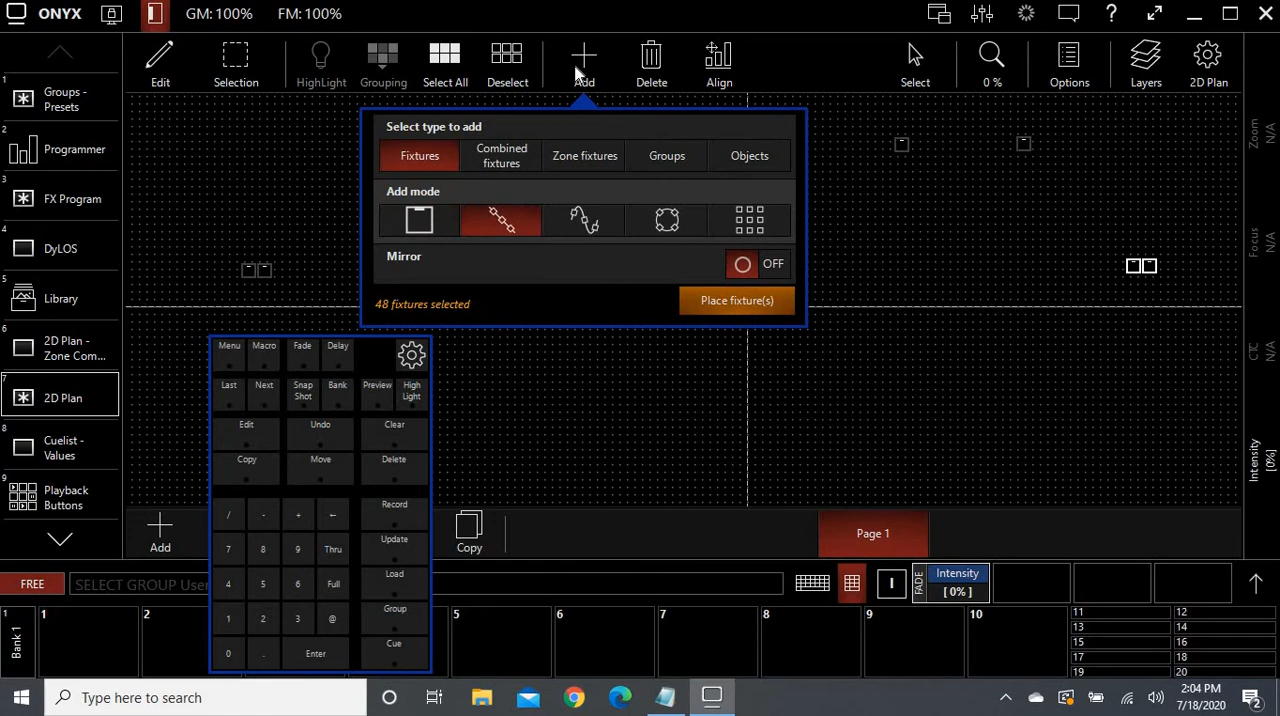 ONYX
GM: 100%
FM: 100%
?
Edit
Selection
HighLight
Grouping
Select All
Deselect
Add
Delete
Align
Select
0 %
Options
Layers
2D Plan
1
Groups -
Presets
2
Programmer
3
FX Program
4
DyLOS
5
Library
6
2D Plan -
Zone Com...
7
2D Plan
8
Cuelist -
Values
9
Playback
Buttons
Select type to add
Fixtures
Combined
fixtures
Zone fixtures
Groups
Objects
Add mode
Mirror
OFF
48 fixtures selected
Place fixture(s)
Zoom
N/A
Focus
N/A
CTC
N/A
Intensity
[0%]
Menu
Macro
Fade
Delay
Last
Next
Snap
Shot
Bank
Preview
High
Light
Edit
Undo
Clear
Copy
Move
Delete
Record
/
-
+
←
Update
7
8
9
Thru
Load
4
5
6
Full
Group
1
2
3
@
Cue
0
.
Enter
Add
Copy
Page 1
FREE
SELECT GROUP User
I
FADE
Intensity
[ 0% ]
1
Bank 1
1
2
5
6
7
8
9
10
11
12
13
14
15
16
17
18
19
20
Type here to search
2:04 PM
7/18/2020
2